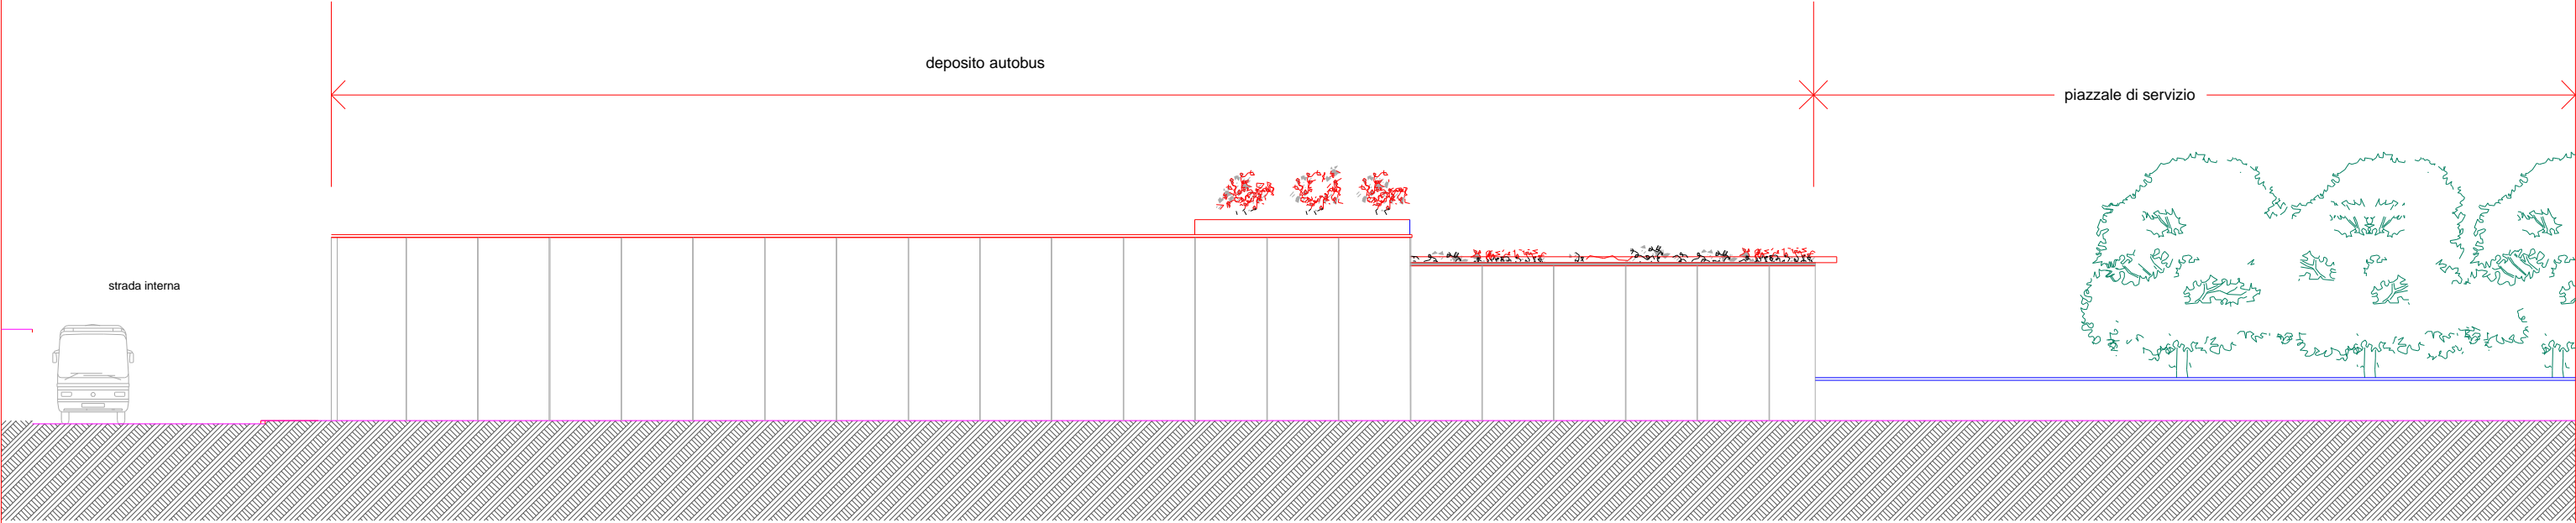 deposito autobus
piazzale di servizio
strada interna